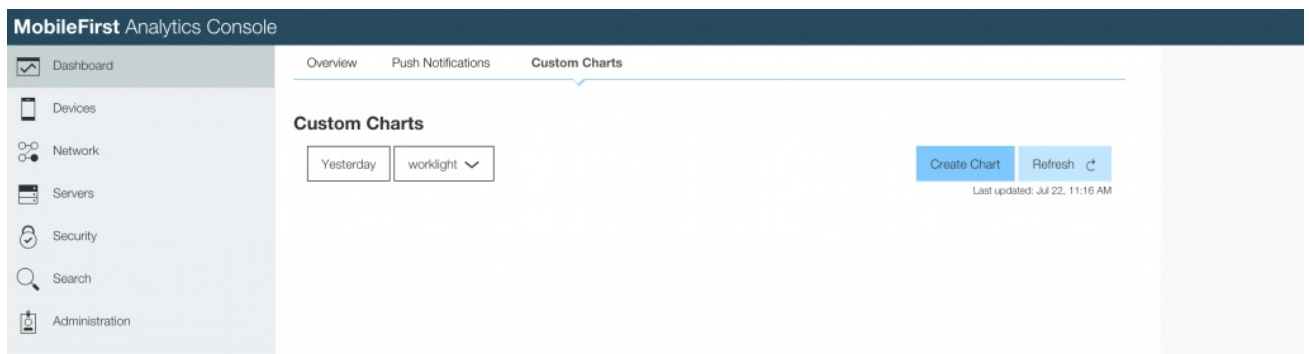 MobileFirst Analytics Console
Dashboard
Devices
Network
Servers
Security
Search
Administration
Overview Push Notifications Custom Charts
Custom Charts
Yesterday worklight Create Chart Refresh
Last updated: Jul 22, 11:16 AM